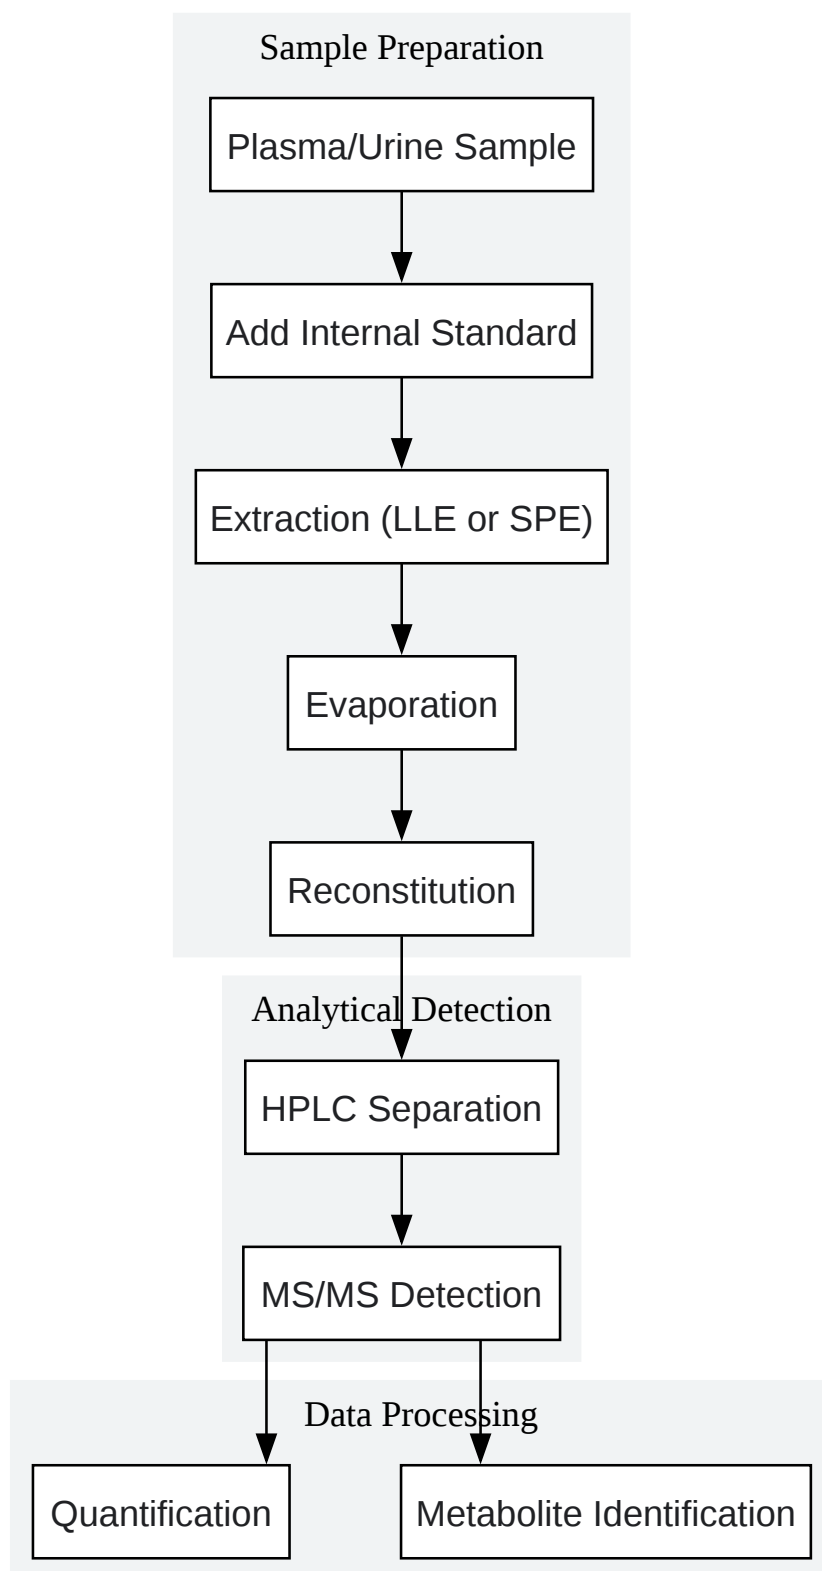 Sample Preparation
Plasma/Urine Sample
Add Internal Standard
Extraction (LLE or SPE)
Evaporation
Reconstitution
Analytical Detection
HPLC Separation
MS/MS Detection
Data Processing
Quantification
Metabolite Identification